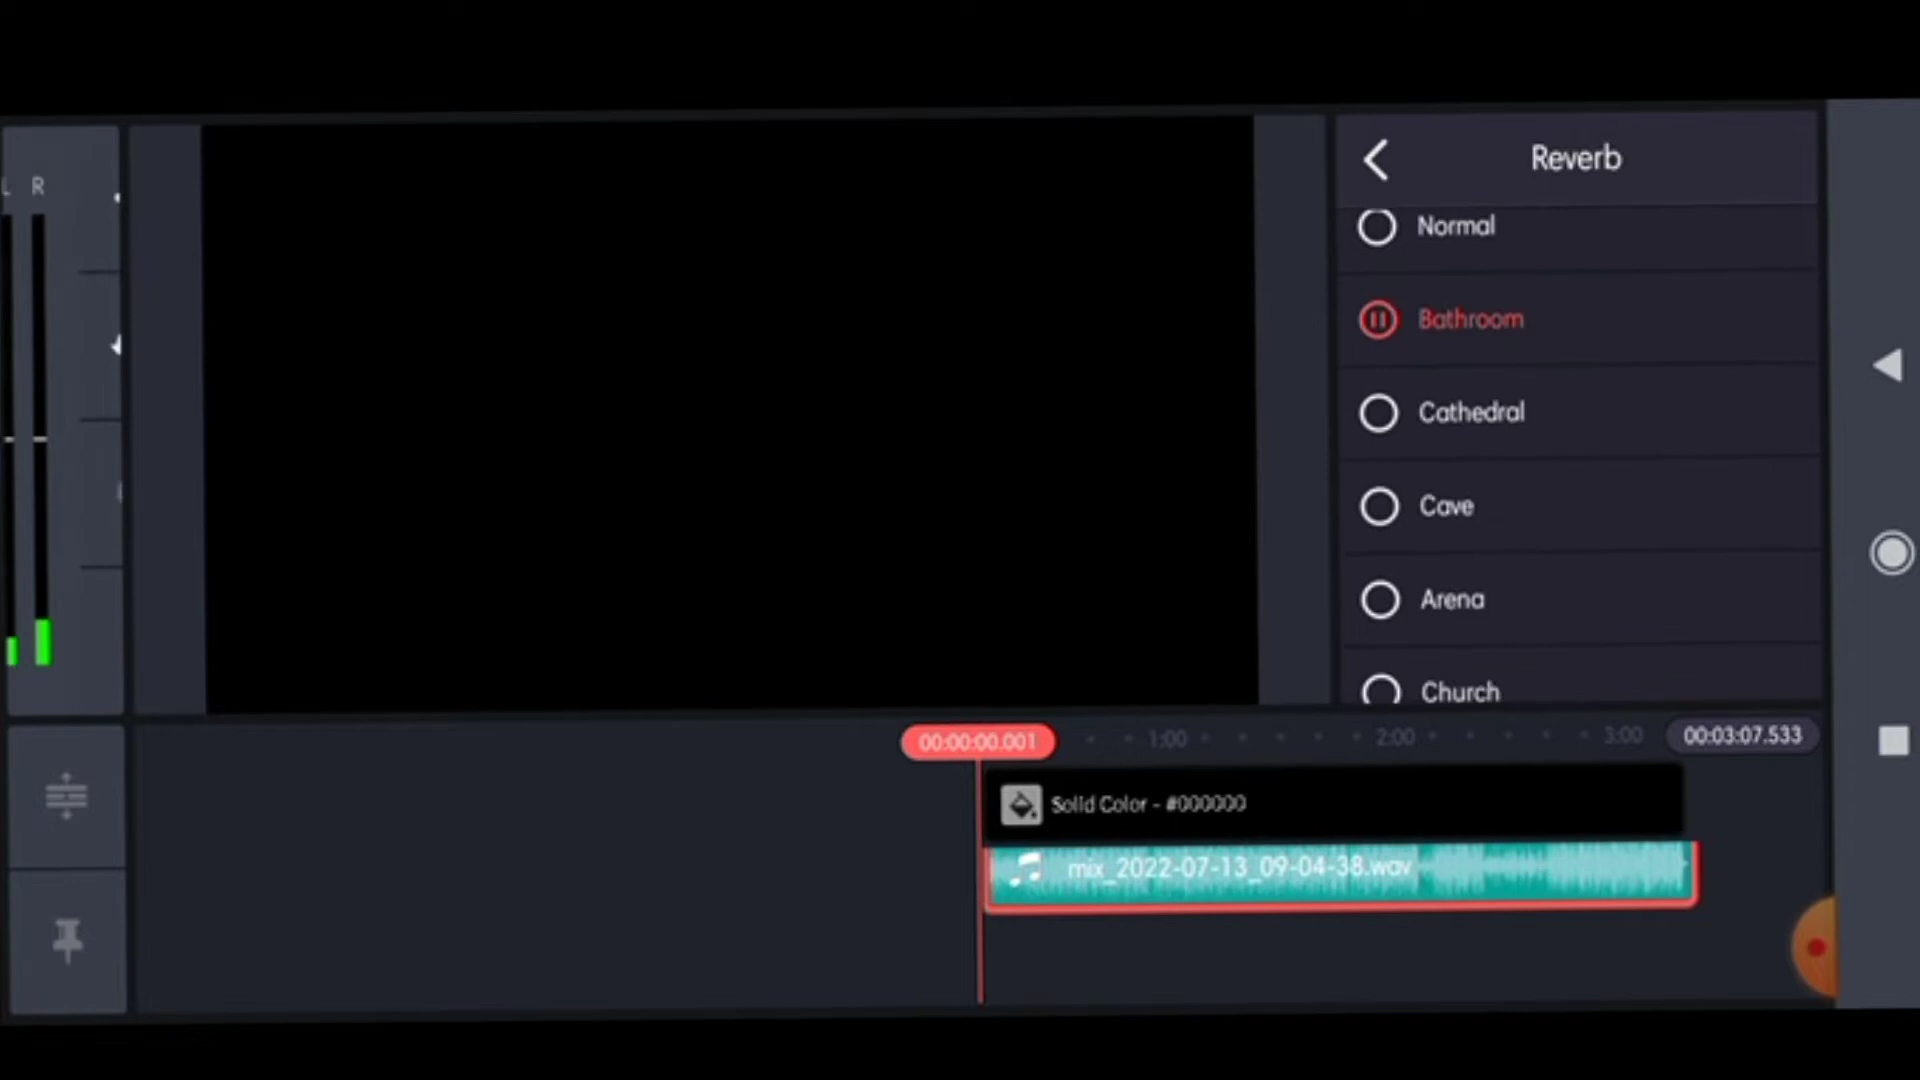 L R
Reverb
Normal
Bathroom
Cathedral
Cave
Arena
Church
00:00:00.001
1:00
2:00
3:00
00:03:07.533
Solid Color - #000000
mix_2022-07-13_09-04-38.wav